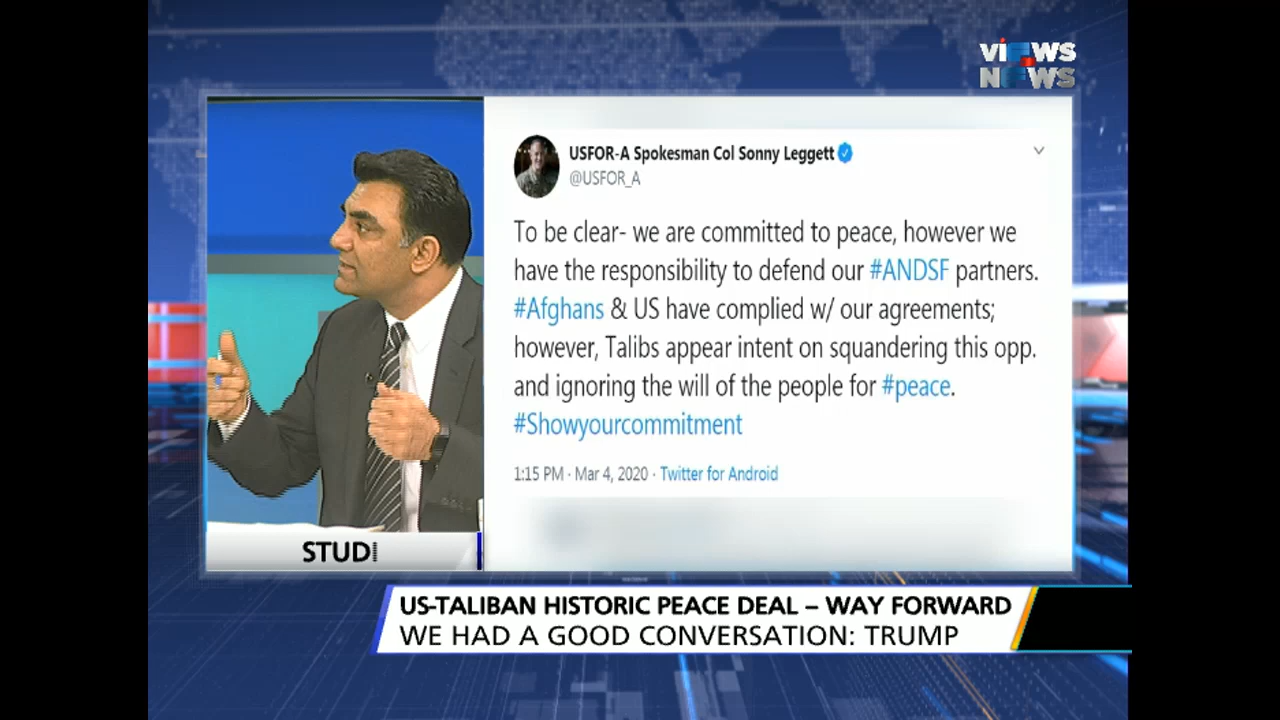 ViEWS
NEWS
USFOR-A Spokesman Col Sonny Leggett
@USFOR_A
To be clear- we are committed to peace, however we
have the responsibility to defend our #ANDSF partners.
#Afghans & US have complied w/ our agreements;
however, Talibs appear intent on squandering this opp.
and ignoring the will of the people for #peace.
#Showyourcommitment
1:15 PM · Mar 4, 2020 · Twitter for Android
STUDI
US-TALIBAN HISTORIC PEACE DEAL – WAY FORWARD
WE HAD A GOOD CONVERSATION: TRUMP